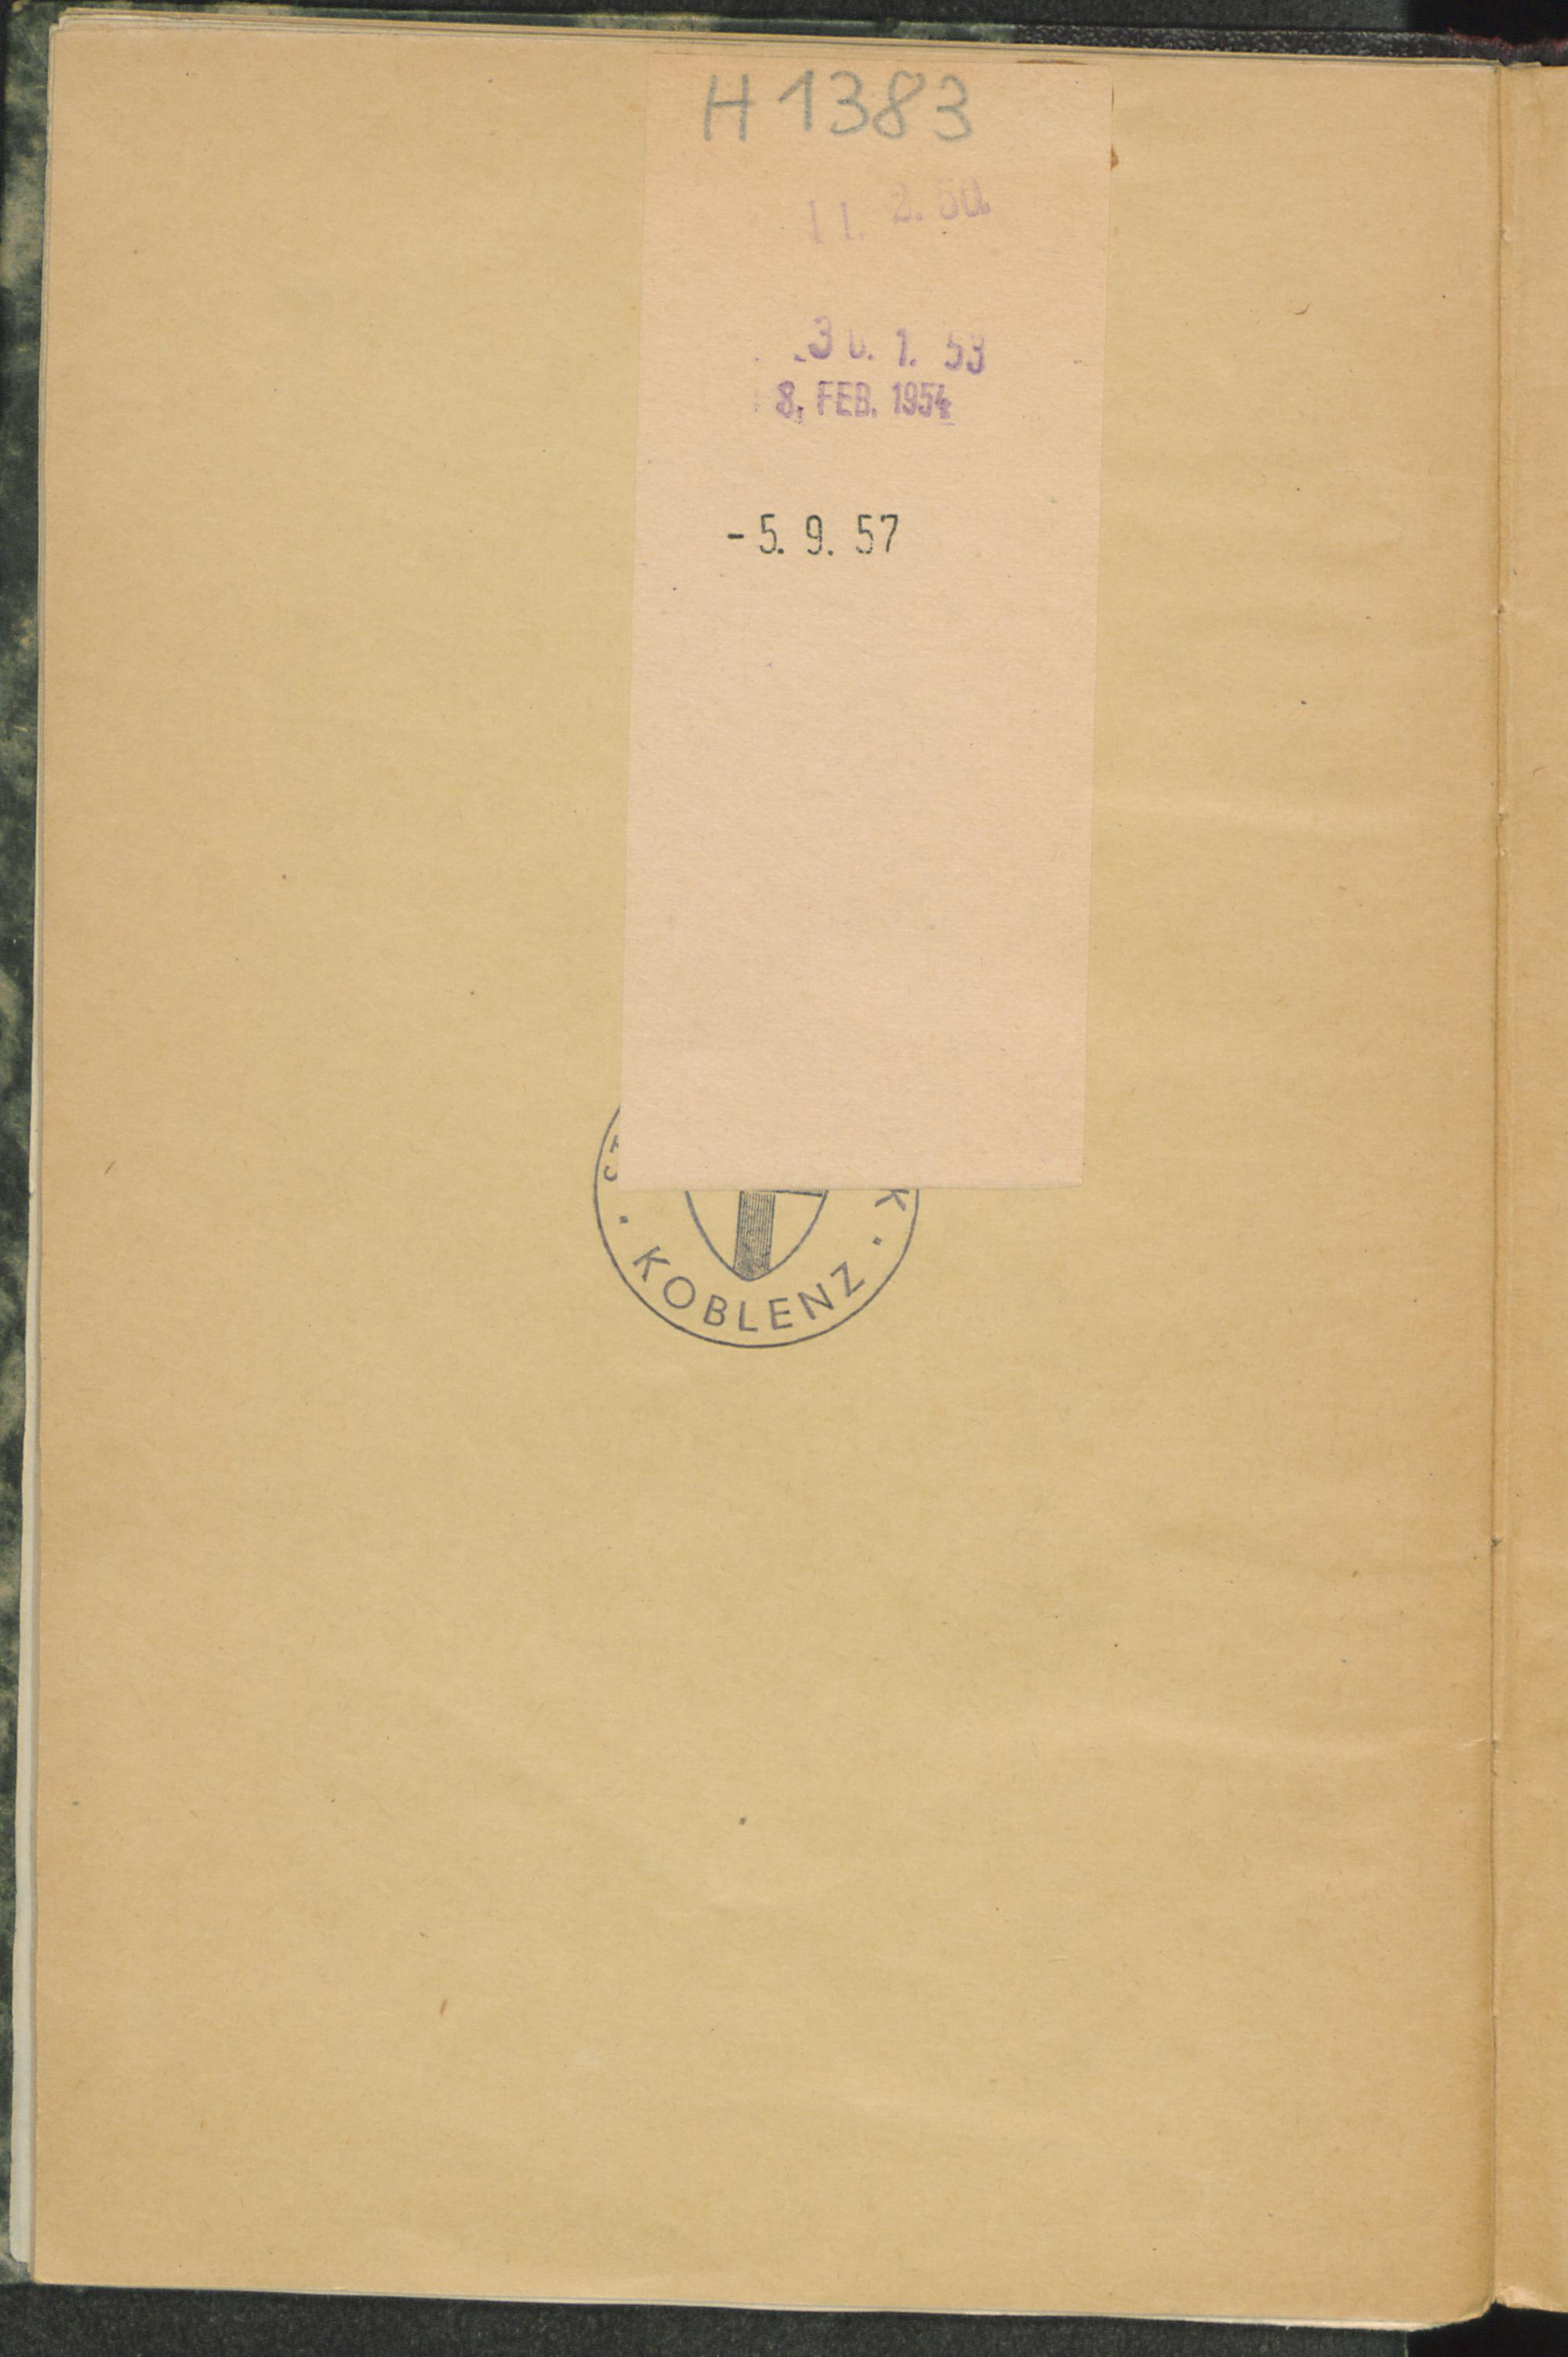 H 1383
11. 2. 50.
30. 1. 53
8. FEB. 1954
- 5. 9. 57
· KOBLENZ ·